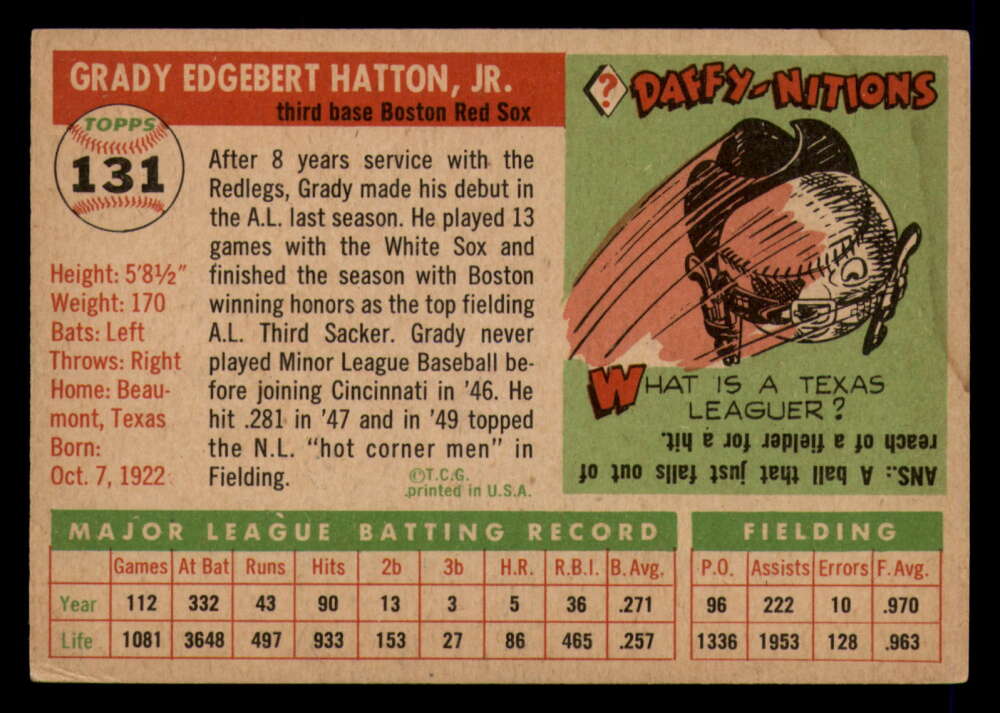 GRADY EDGEBERT HATTON, JR.
third base Boston Red Sox
TOPPS
131
Height: 5'8½"
Weight: 170
Bats: Left
Throws: Right
Home: Beau-
mont, Texas
Born:
Oct. 7, 1922
After 8 years service with the
Redlegs, Grady made his debut in
the A.L. last season. He played 13
games with the White Sox and
finished the season with Boston
winning honors as the top fielding
A.L. Third Sacker. Grady never
played Minor League Baseball be-
fore joining Cincinnati in '46. He
hit .281 in '47 and in '49 topped
the N.L. "hot corner men" in
Fielding.
©T.C.G.
printed in U.S.A.
? DAFFY-NITIONS
WHAT IS A TEXAS
LEAGUER?
ANS.: A ball that just falls out of
reach of a fielder for a hit.
MAJOR LEAGUE BATTING RECORD
Games At Bat Runs Hits 2b 3b H.R. R.B.I. B. Avg.
Year 112 332 43 90 13 3 5 36 .271
Life 1081 3648 497 933 153 27 86 465 .257
FIELDING
P.O. Assists Errors F. Avg.
96 222 10 .970
1336 1953 128 .963